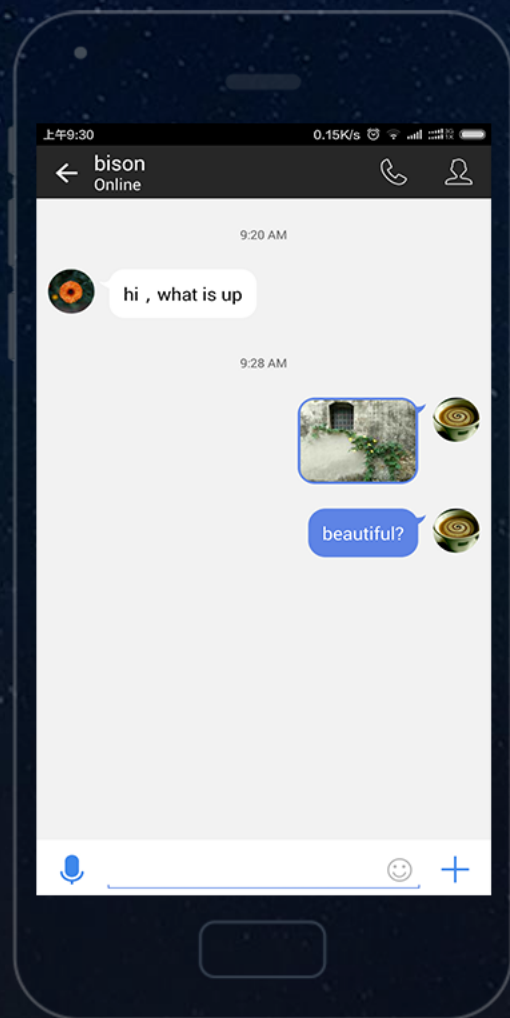 上午9:30 0.15K/s
bison
Online
9:20 AM
hi , what is up
9:28 AM
beautiful?